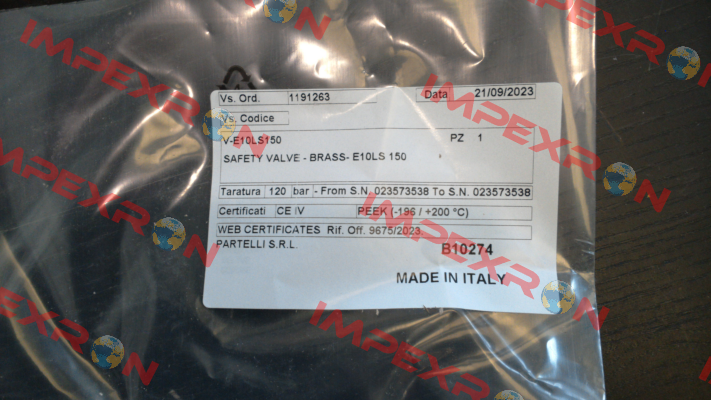 Vs. Ord. 1191263 Data 21/09/2023
Vs. Codice
V-E10LS150 PZ 1
SAFETY VALVE - BRASS- E10LS 150
Taratura 120 bar - From S.N. 023573538 To S.N. 023573538
Certificati CE IV PEEK (-196 / +200 °C)
WEB CERTIFICATES Rif. Off. 9675/2023.
PARTELLI S.R.L. B10274
MADE IN ITALY
IMPEXRON
IMPEXRON
IMPEXRON
IMPEXRON
IMPEXRON
IMPEXRON